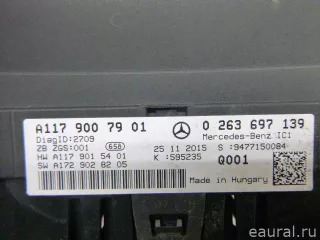 A117 900 79 01 0 263 697 139
DiagID:2709 Mercedes-Benz IC1
ZB ZGS:001 658 25 11 2015 S :9477150084
HW A117 901 54 01 K :595235 Q001
SW A172 902 82 05
Made in Hungary
eaural.ru